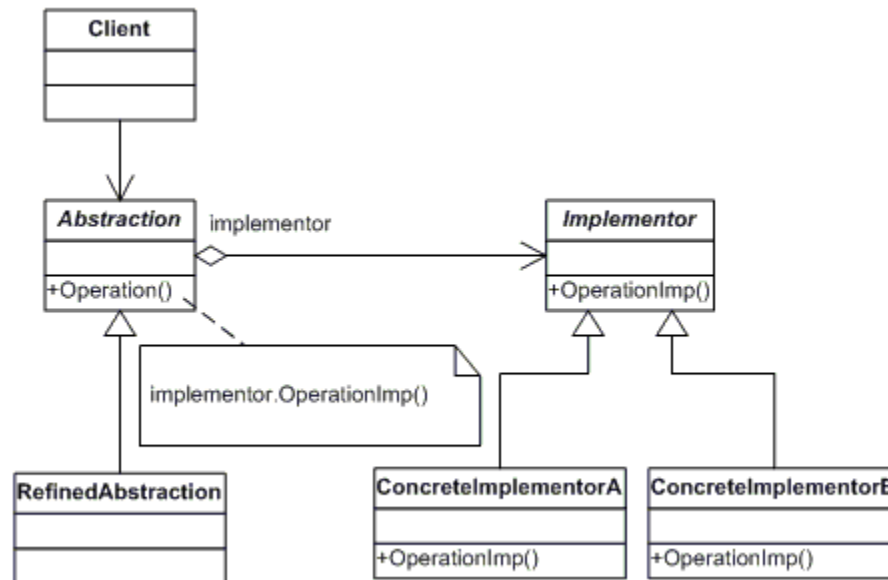 Client
Abstraction
implementor
Implementor
+Operation()
+OperationImp()
implementor.OperationImp()
RefinedAbstraction
ConcreteImplementorA
+OperationImp()
+OperationImp()